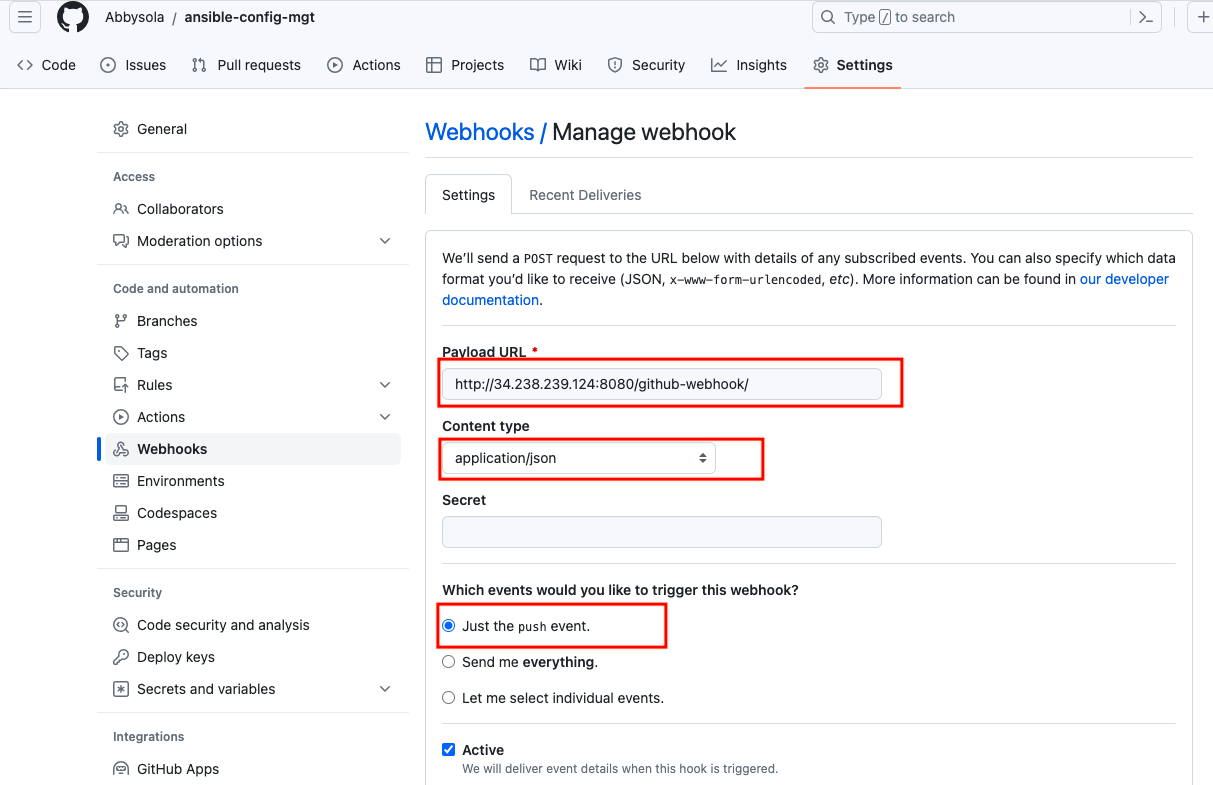 Abbysola / ansible-config-mgt
Type / to search
Code
Issues
Pull requests
Actions
Projects
Wiki
Security
Insights
Settings
General
Access
Collaborators
Moderation options
Code and automation
Branches
Tags
Rules
Actions
Webhooks
Environments
Codespaces
Pages
Security
Code security and analysis
Deploy keys
Secrets and variables
Integrations
GitHub Apps
Webhooks / Manage webhook
Settings
Recent Deliveries
We’ll send a POST request to the URL below with details of any subscribed events. You can also specify which data
format you’d like to receive (JSON, x-www-form-urlencoded, etc). More information can be found in our developer
documentation.
Payload URL *
http://34.238.239.124:8080/github-webhook/
Content type
application/json
Secret
Which events would you like to trigger this webhook?
Just the push event.
Send me everything.
Let me select individual events.
Active
We will deliver event details when this hook is triggered.